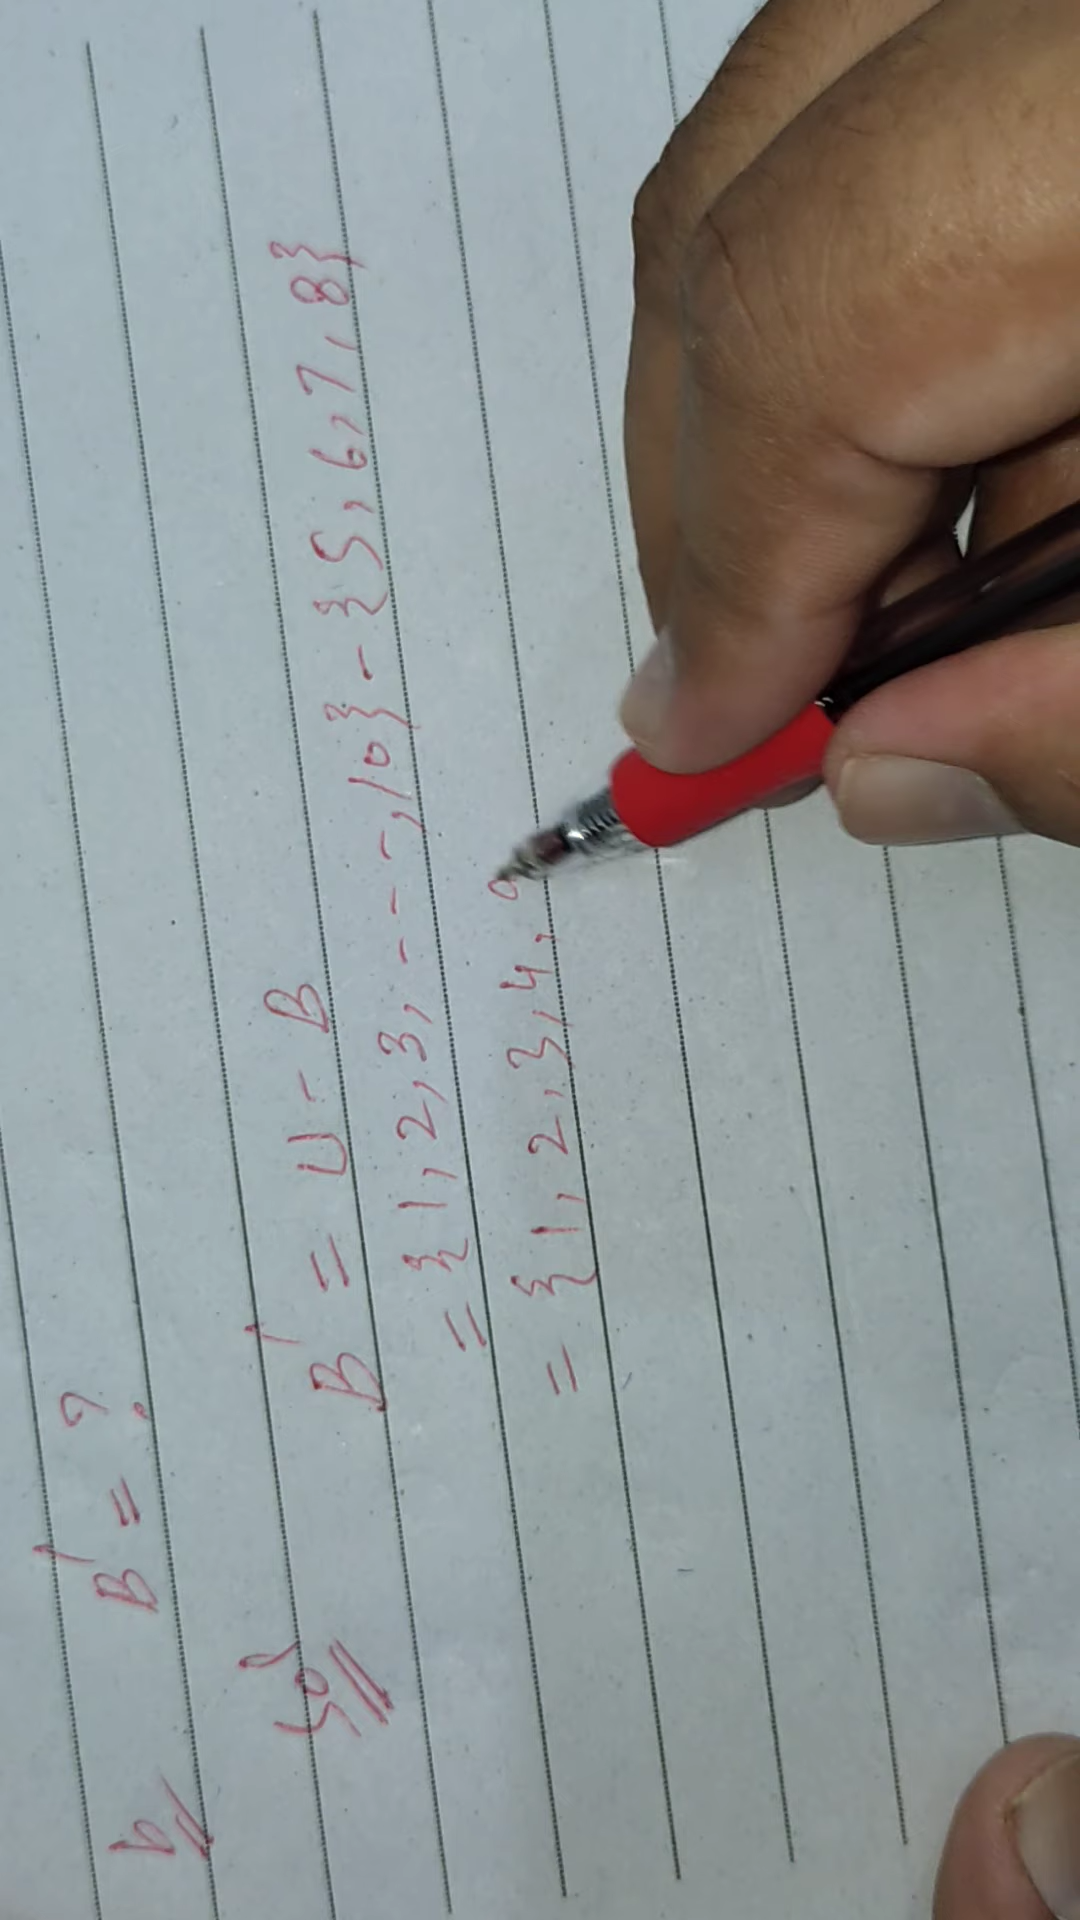 b// B' = ?
Sol// B' = U - B
= {1, 2, 3, - - -, 10} - {5, 6, 7, 8}
= {1, 2, 3, 4,